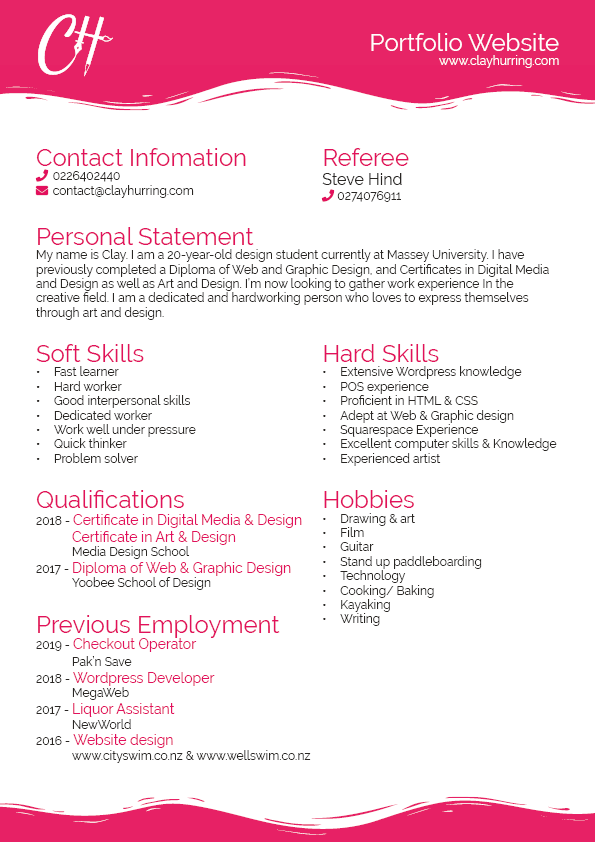 CH
Portfolio Website
www.clayhurring.com
Contact Infomation
0226402440
contact@clayhurring.com
Referee
Steve Hind
0274076911
Personal Statement
My name is Clay. I am a 20-year-old design student currently at Massey University. I have
previously completed a Diploma of Web and Graphic Design, and Certificates in Digital Media
and Design as well as Art and Design. I'm now looking to gather work experience In the
creative field. I am a dedicated and hardworking person who loves to express themselves
through art and design.
Soft Skills
• Fast learner
• Hard worker
• Good interpersonal skills
• Dedicated worker
• Work well under pressure
• Quick thinker
• Problem solver
Hard Skills
• Extensive Wordpress knowledge
• POS experience
• Proficient in HTML & CSS
• Adept at Web & Graphic design
• Squarespace Experience
• Excellent computer skills & Knowledge
• Experienced artist
Qualifications
2018 - Certificate in Digital Media & Design
Certificate in Art & Design
Media Design School
2017 - Diploma of Web & Graphic Design
Yoobee School of Design
Hobbies
• Drawing & art
• Film
• Guitar
• Stand up paddleboarding
• Technology
• Cooking/ Baking
• Kayaking
• Writing
Previous Employment
2019 - Checkout Operator
Pak'n Save
2018 - Wordpress Developer
MegaWeb
2017 - Liquor Assistant
NewWorld
2016 - Website design
www.cityswim.co.nz & www.wellswim.co.nz